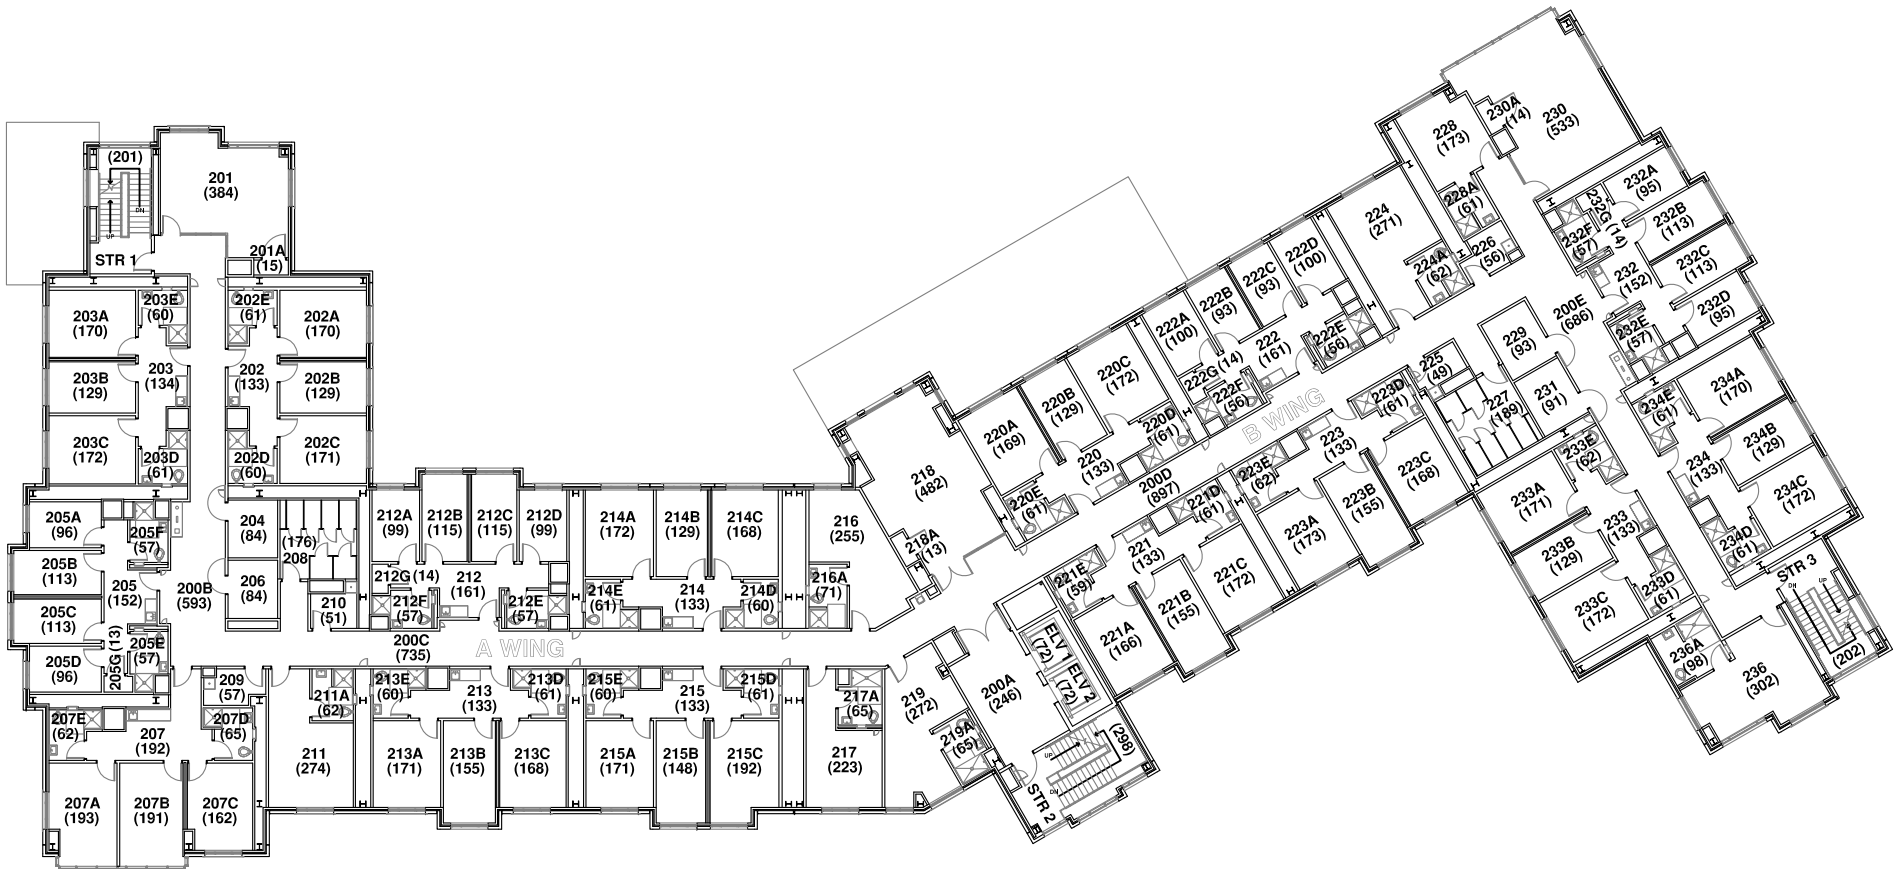 (201)
UP
DN
STR 1
201
(384)
201A
(15)
203A
(170)
203E
(60)
202E
(61)
202A
(170)
203B
(129)
203
(134)
202
(133)
202B
(129)
203C
(172)
203D
(61)
202D
(60)
202C
(171)
205A
(96)
205F
(57)
204
(84)
(176)
208
205B
(113)
205
(152)
200B
(593)
206
(84)
210
(51)
205C
(113)
205G (13)
205E
(57)
205D
(96)
209
(57)
207E
(62)
207
(192)
207D
(65)
207A
(193)
207B
(191)
207C
(162)
212A
(99)
212B
(115)
212C
(115)
212D
(99)
212G (14)
212
(161)
212F
(57)
212E
(57)
200C
(735)
A WING
214A
(172)
214B
(129)
214C
(168)
214E
(61)
214
(133)
214D
(60)
216
(255)
216A
(71)
211A
(62)
211
(274)
213E
(60)
213
(133)
213D
(61)
213A
(171)
213B
(155)
213C
(168)
215E
(60)
215
(133)
215D
(61)
215A
(171)
215B
(148)
215C
(192)
217A
(65)
217
(223)
218
(482)
218A
(13)
219
(272)
219A
(65)
200A
(246)
ELV 1
(72)
ELV 2
(72)
(298)
UP
DN
STR 2
220A
(169)
220B
(129)
220C
(172)
220D
(61)
220
(133)
220E
(61)
200D
(897)
B WING
221E
(59)
221
(133)
221D
(61)
221A
(166)
221B
(155)
221C
(172)
222A
(100)
222B
(93)
222C
(93)
222D
(100)
222G
(14)
222
(161)
222E
(56)
222F
(56)
223E
(62)
223
(133)
223D
(61)
223A
(173)
223B
(155)
223C
(168)
224
(271)
224A
(62)
225
(49)
226
(56)
227
(189)
228
(173)
228A
(61)
229
(93)
231
(91)
230A
(14)
230
(533)
200E
(686)
232A
(95)
232B
(113)
232C
(113)
232D
(95)
232G (14)
232F
(57)
232
(152)
232E
(57)
233E
(62)
233A
(171)
233B
(129)
233
(133)
233C
(172)
233D
(61)
234A
(170)
234E
(61)
234B
(129)
234
(133)
234C
(172)
234D
(61)
STR 3
DN
UP
(202)
236A
(98)
236
(302)